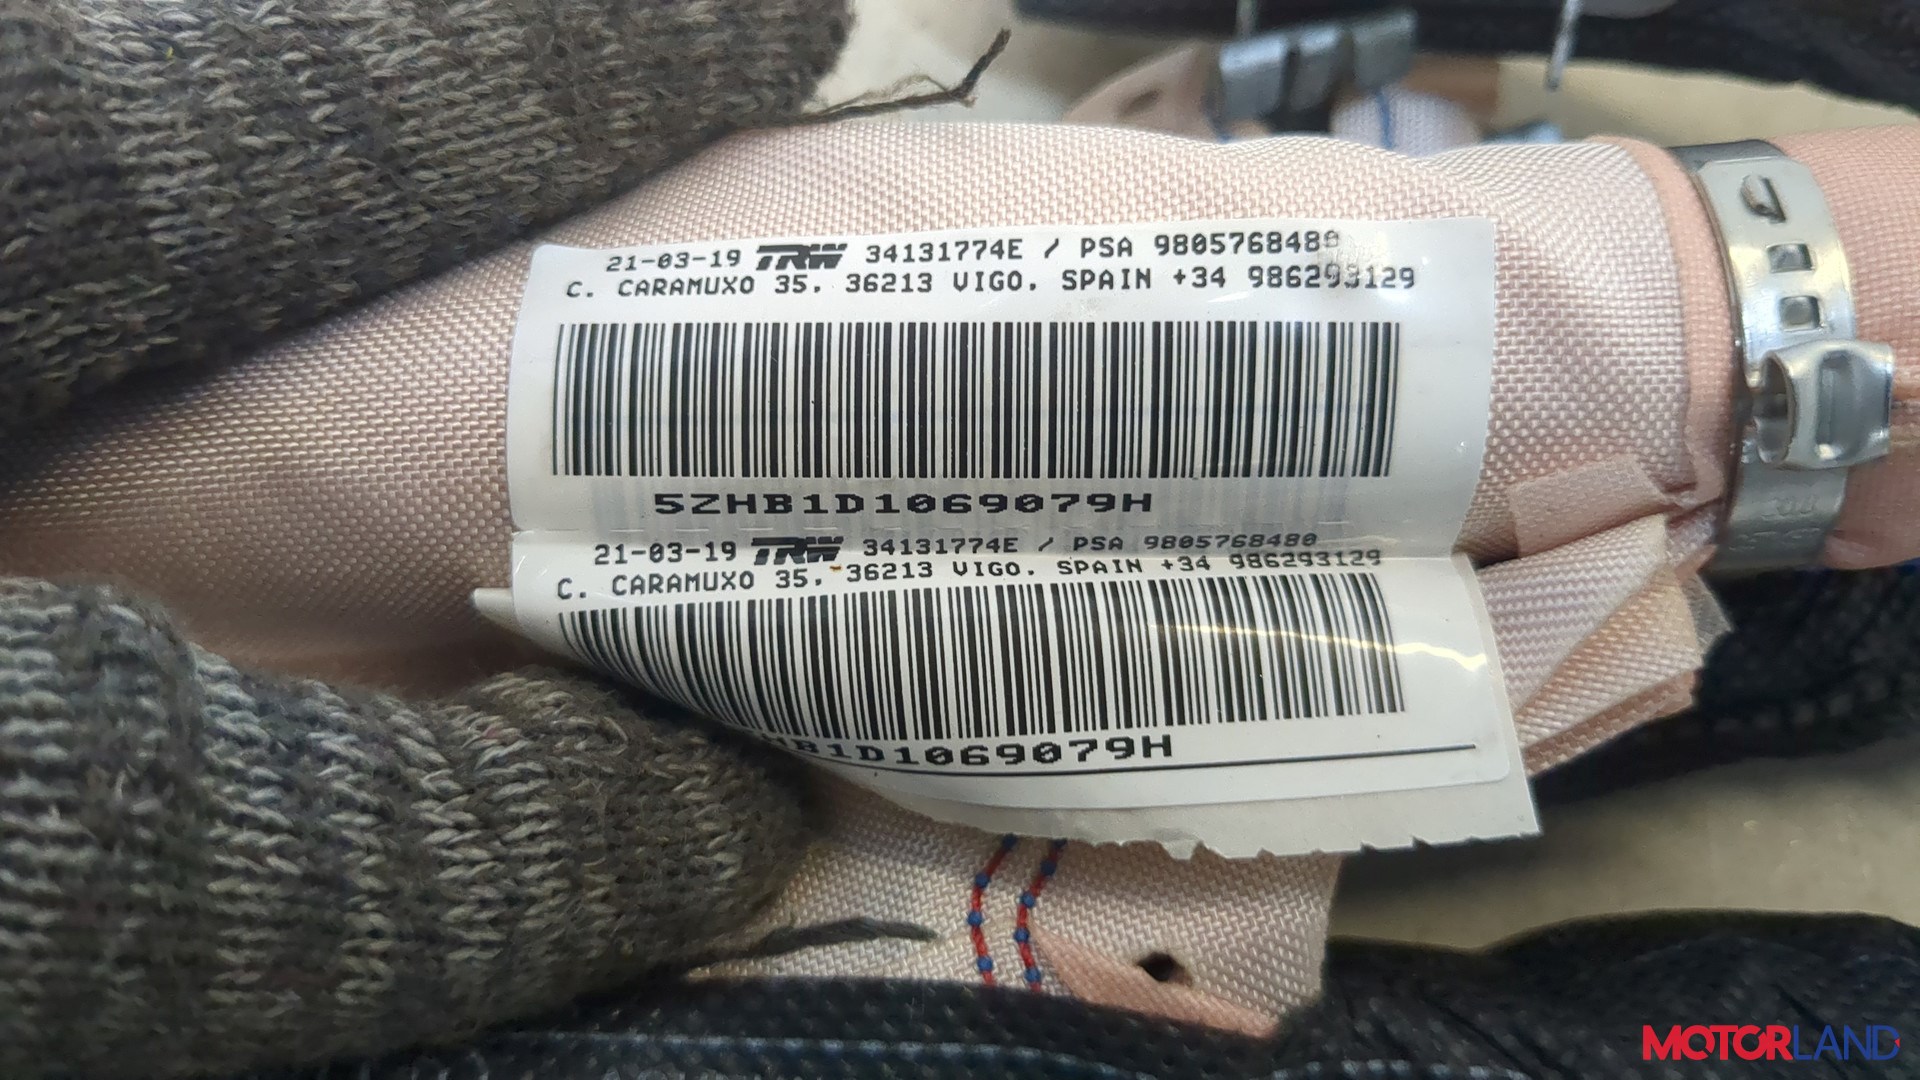 21-03-19 TRW 34131774E / PSA 9805768480
C. CARAMUXO 35. 36213 VIGO. SPAIN +34 986293129
5ZHB1D1069079H
21-03-19 TRW 34131774E / PSA 9805768480
C. CARAMUXO 35. 36213 VIGO. SPAIN +34 986293129
HB1D1069079H
MOTORLAND